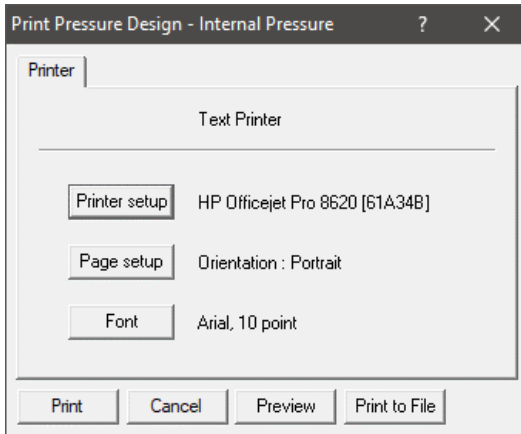 Print Pressure Design - Internal Pressure ? ×
Printer
Text Printer
Printer setup HP Officejet Pro 8620 [61A34B]
Page setup Orientation : Portrait
Font Arial, 10 point
Print Cancel Preview Print to File